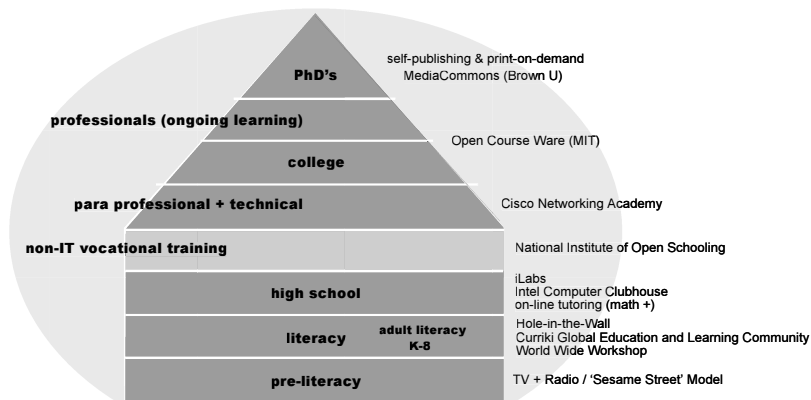 PhD's
self-publishing & print-on-demand
MediaCommons (Brown U)
professionals (ongoing learning)
Open Course Ware (MIT)
college
para professional + technical
Cisco Networking Academy
non-IT vocational training
National Institute of Open Schooling
high school
iLabs
Intel Computer Clubhouse
on-line tutoring (math +)
literacy
adult literacy
K-8
Hole-in-the-Wall
Curriki Global Education and Learning Community
World Wide Workshop
pre-literacy
TV + Radio / 'Sesame Street' Model